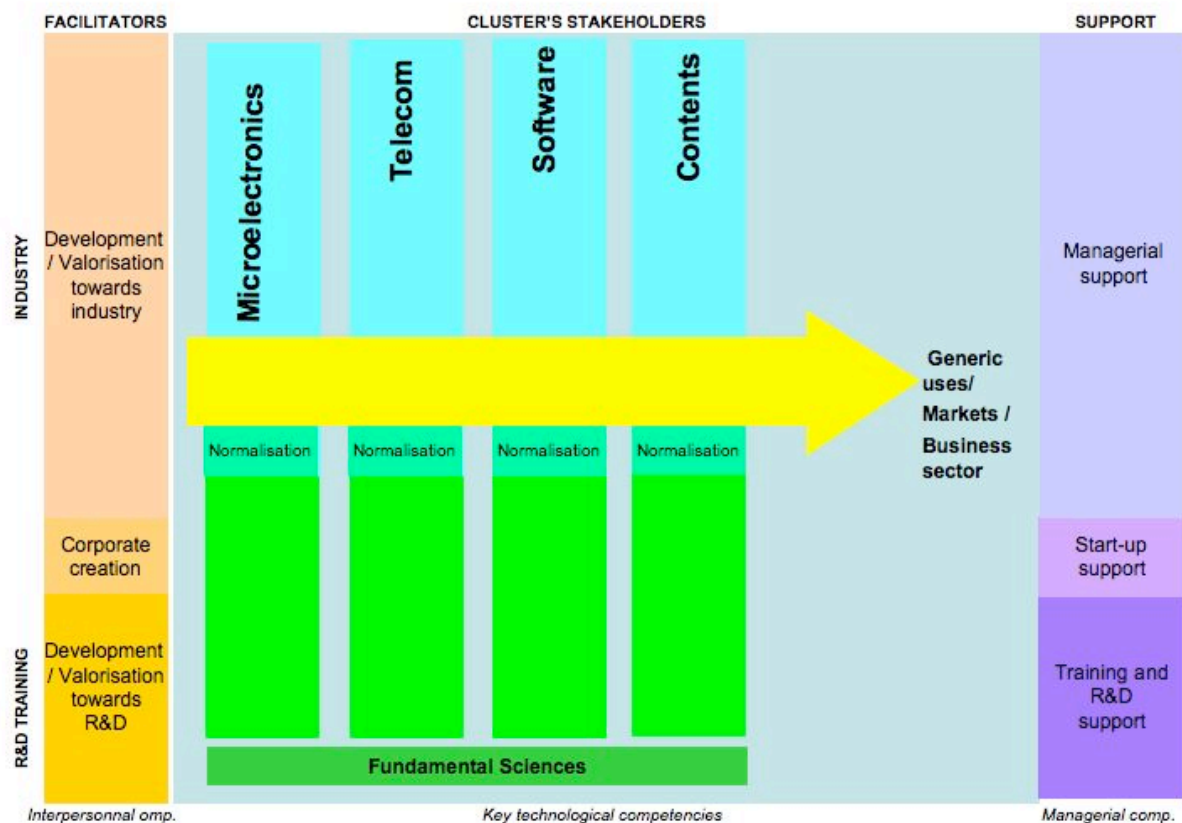 FACILITATORS
CLUSTER'S STAKEHOLDERS
SUPPORT
INDUSTRY
R&D TRAINING
Development
/ Valorisation
towards
industry
Corporate
creation
Development
/ Valorisation
towards
R&D
Microelectronics
Telecom
Software
Contents
Generic
uses/
Markets /
Business
sector
Normalisation
Normalisation
Normalisation
Normalisation
Fundamental Sciences
Managerial
support
Start-up
support
Training and
R&D
support
Interpersonnal omp.
Key technological competencies
Managerial comp.